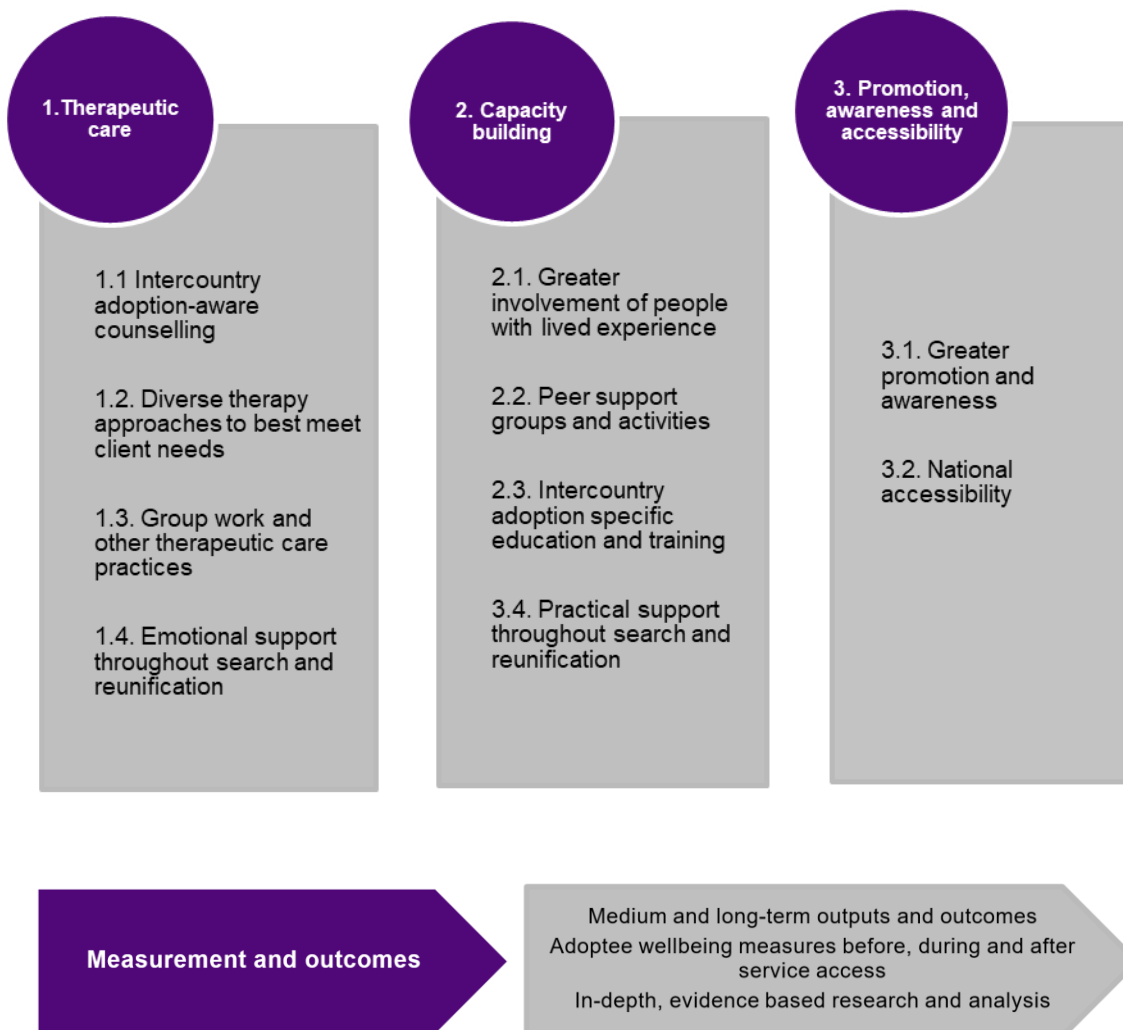 1.Therapeutic
care
1.1 Intercountry
adoption-aware
counselling
1.2. Diverse therapy
approaches to best meet
client needs
1.3. Group work and
other therapeutic care
practices
1.4. Emotional support
throughout search and
reunification
2. Capacity
building
2.1. Greater
involvement of people
with lived experience
2.2. Peer support
groups and activities
2.3. Intercountry
adoption specific
education and training
3.4. Practical support
throughout search and
reunification
3. Promotion,
awareness and
accessibility
3.1. Greater
promotion and
awareness
3.2. National
accessibility
Measurement and outcomes
Medium and long-term outputs and outcomes
Adoptee wellbeing measures before, during and after
service access
In-depth, evidence based research and analysis